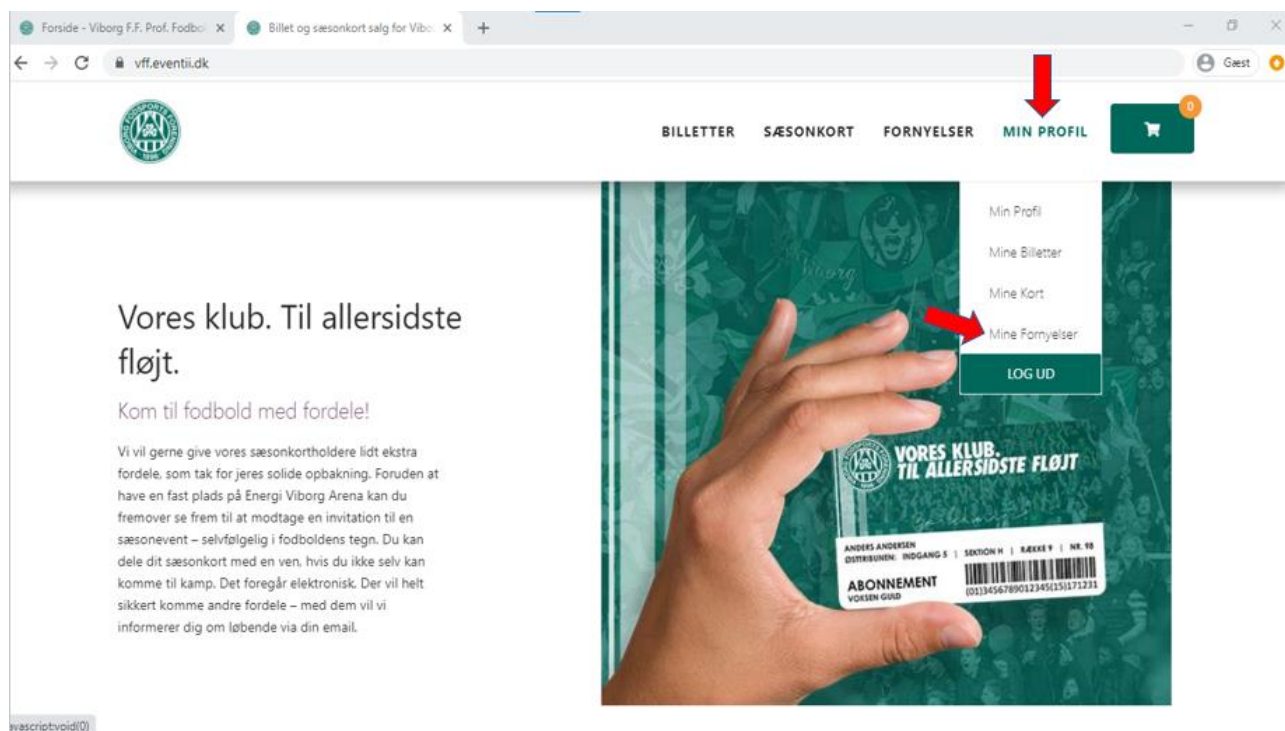 Forside - Viborg F.F. Prof. Fodbol
Billet og sæsonkort salg for Vibo
vff.eventii.dk
Gæst
VIBORG FODSPORTS FORENING
1896
BILLETTER SÆSONKORT FORNYELSER MIN PROFIL
0
Min Profil
Mine Billetter
Mine Kort
Mine Fornyelser
LOG UD
Vores klub. Til allersidste
fløjt.
Kom til fodbold med fordele!
Vi vil gerne give vores sæsonkortholdere lidt ekstra
fordele, som tak for jeres solide opbakning. Foruden at
have en fast plads på Energi Viborg Arena kan du
fremover se frem til at modtage en invitation til en
sæsonevent – selvfølgelig i fodboldens tegn. Du kan
dele dit sæsonkort med en ven, hvis du ikke selv kan
komme til kamp. Det foregår elektronisk. Der vil helt
sikkert komme andre fordele – med dem vil vi
informerer dig om løbende via din email.
Viborg
VORES KLUB.
TIL ALLERSIDSTE FLØJT
ANDERS ANDERSEN
ØSTTRIBUNEN: INDGANG 5 | SEKTION H | RÆKKE 9 | NR. 98
ABONNEMENT
VOKSEN GULD
(01)3456789012345(15)171231
avascript:void(0)